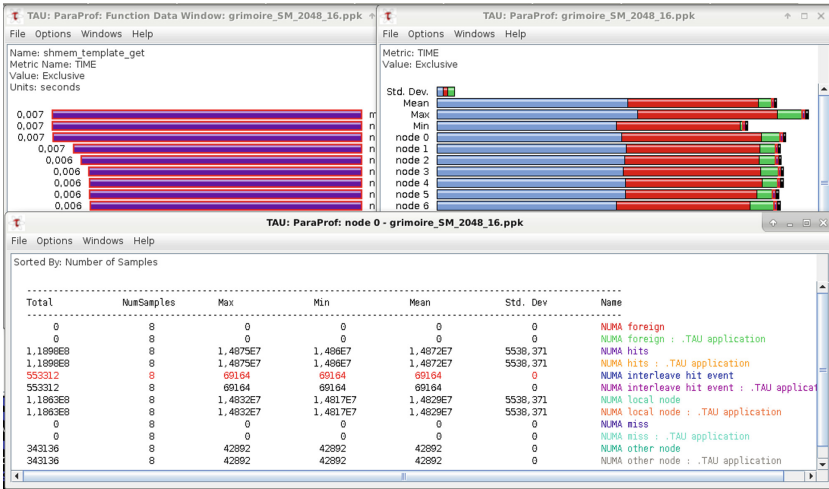 TAU: ParaProf: Function Data Window: grimoire_SM_2048_16.ppk
File Options Windows Help
Name: shmem_template_get
Metric Name: TIME
Value: Exclusive
Units: seconds
0,007
0,007
0,007
0,007
0,006
0,006
0,006
0,006
0,006
TAU: ParaProf: grimoire_SM_2048_16.ppk
File Options Windows Help
Metric: TIME
Value: Exclusive
Std. Dev.
Mean
Max
Min
node 0
node 1
node 2
node 3
node 4
node 5
node 6
TAU: ParaProf: node 0 - grimoire_SM_2048_16.ppk
File Options Windows Help
Sorted By: Number of Samples
Total NumSamples Max Min Mean Std. Dev Name
0 8 0 0 0 0 NUMA foreign
0 8 0 0 0 0 NUMA foreign : .TAU application
1,1898E8 8 1,4875E7 1,486E7 1,4872E7 5538,371 NUMA hits
1,1898E8 8 1,4875E7 1,486E7 1,4872E7 5538,371 NUMA hits : .TAU application
553312 8 69164 69164 69164 0 NUMA interleave hit event
553312 8 69164 69164 69164 0 NUMA interleave hit event : .TAU applicat
1,1863E8 8 1,4832E7 1,4817E7 1,4829E7 5538,371 NUMA local node
1,1863E8 8 1,4832E7 1,4817E7 1,4829E7 5538,371 NUMA local node : .TAU application
0 8 0 0 0 0 NUMA miss
0 8 0 0 0 0 NUMA miss : .TAU application
343136 8 42892 42892 42892 0 NUMA other node
343136 8 42892 42892 42892 0 NUMA other node : .TAU application